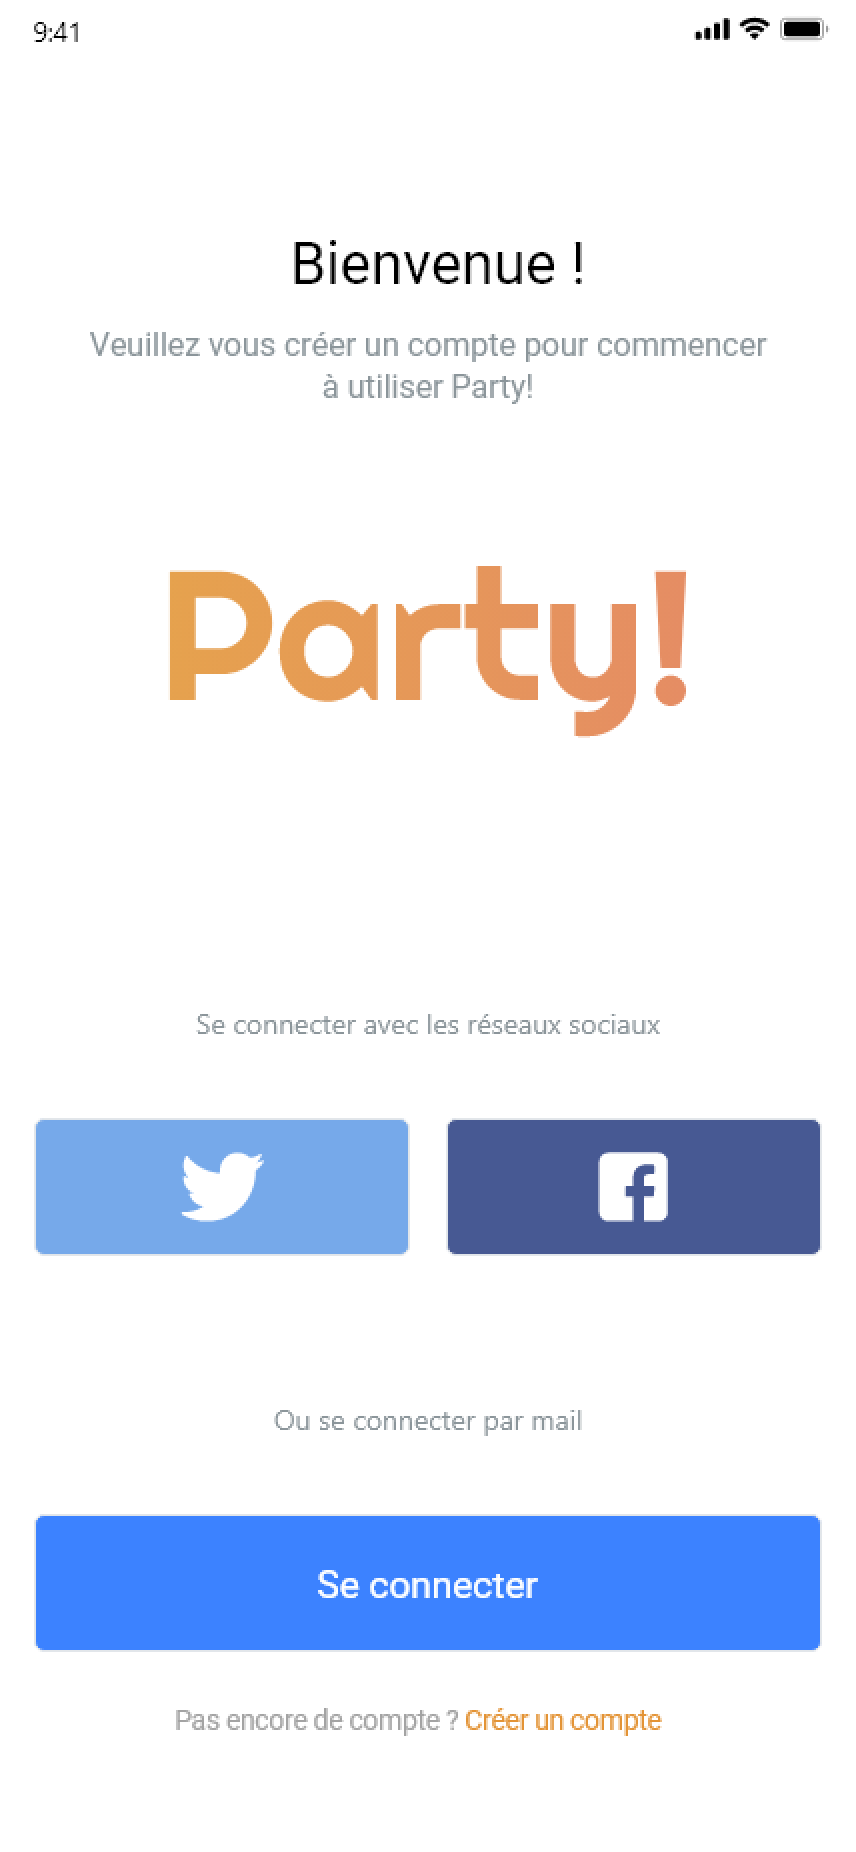 9:41
Bienvenue !
Veuillez vous créer un compte pour commencer
à utiliser Party!
Party!
Se connecter avec les réseaux sociaux
Ou se connecter par mail
Se connecter
Pas encore de compte ? Créer un compte